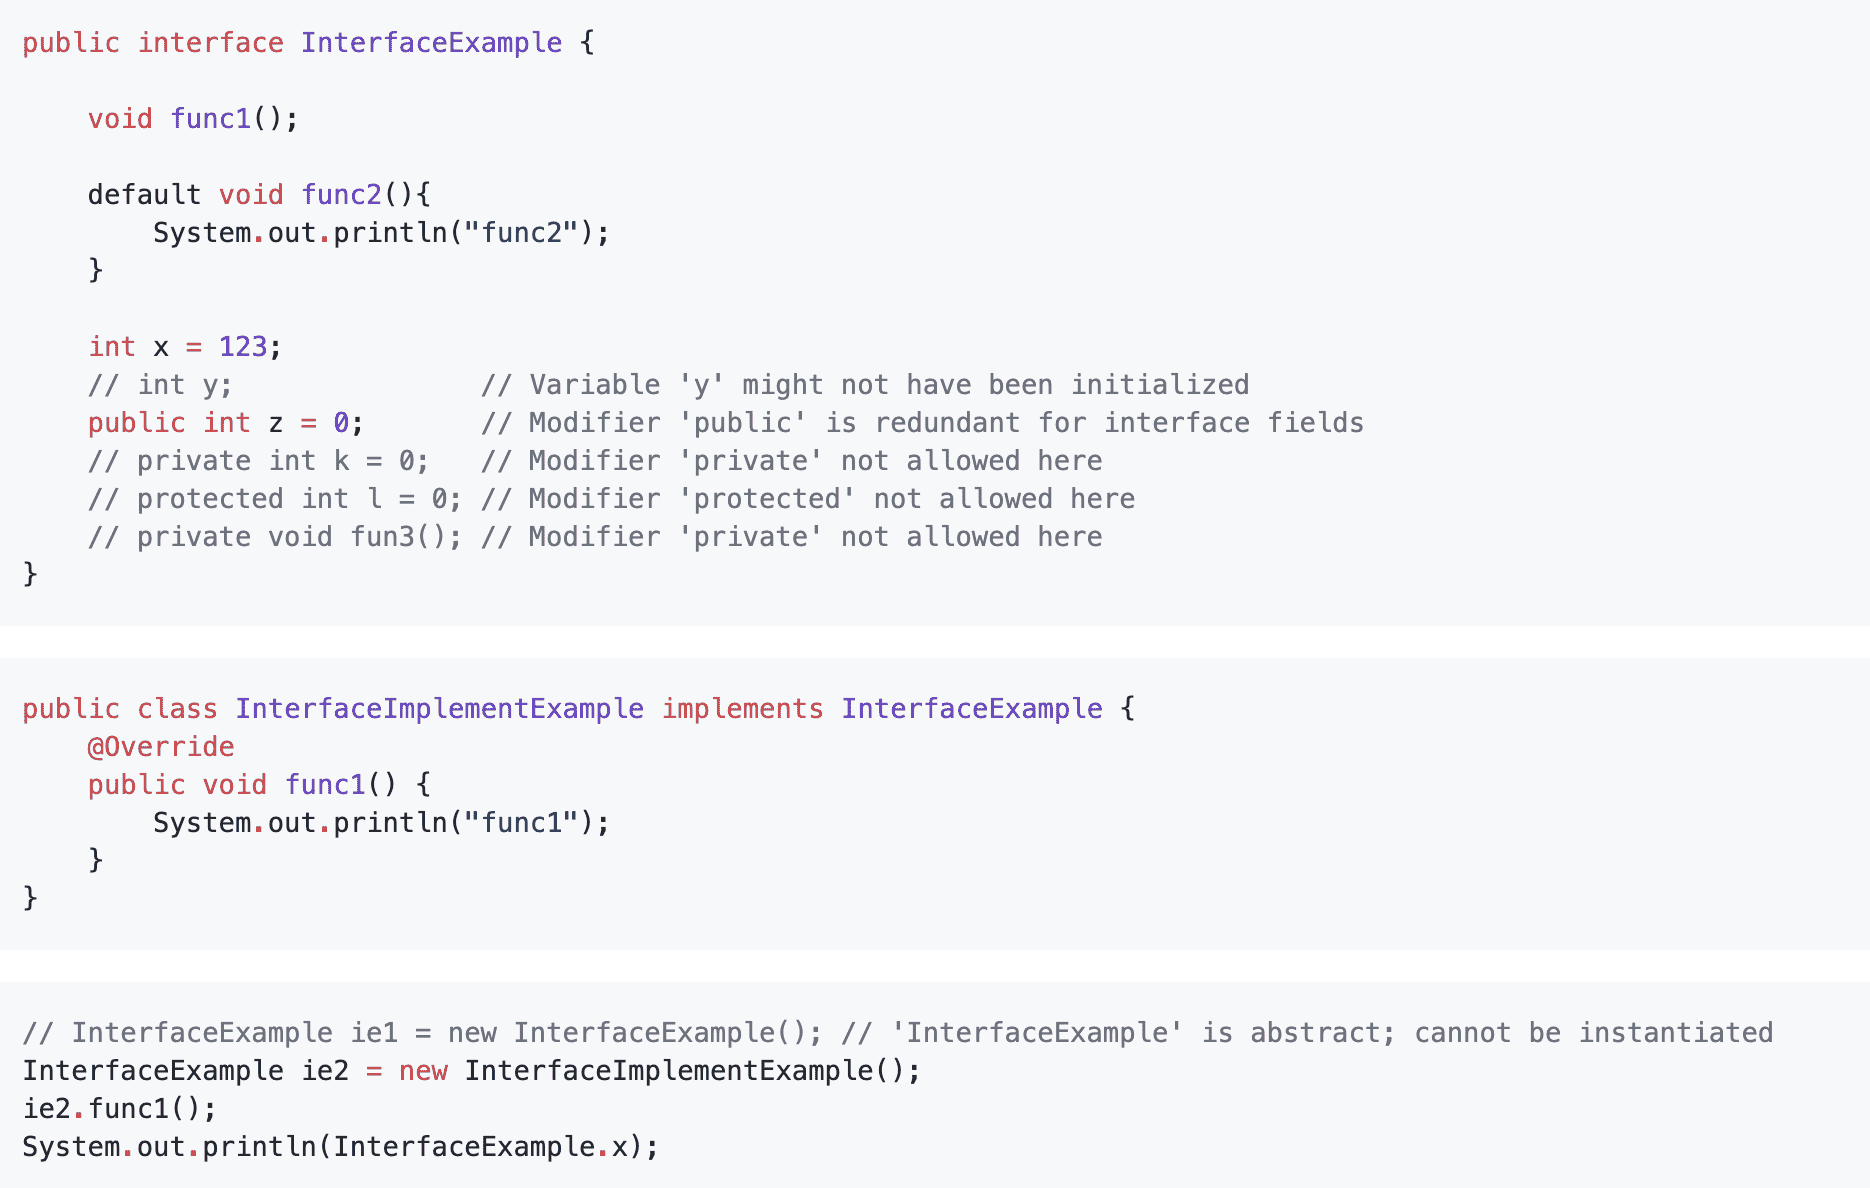 public interface InterfaceExample {
    void func1();
    default void func2(){
        System.out.println("func2");
    }
    int x = 123;
    // int y;               // Variable 'y' might not have been initialized
    public int z = 0;       // Modifier 'public' is redundant for interface fields
    // private int k = 0;   // Modifier 'private' not allowed here
    // protected int l = 0; // Modifier 'protected' not allowed here
    // private void fun3(); // Modifier 'private' not allowed here
}
public class InterfaceImplementExample implements InterfaceExample {
    @Override
    public void func1() {
        System.out.println("func1");
    }
}
// InterfaceExample ie1 = new InterfaceExample(); // 'InterfaceExample' is abstract; cannot be instantiated
InterfaceExample ie2 = new InterfaceImplementExample();
ie2.func1();
System.out.println(InterfaceExample.x);